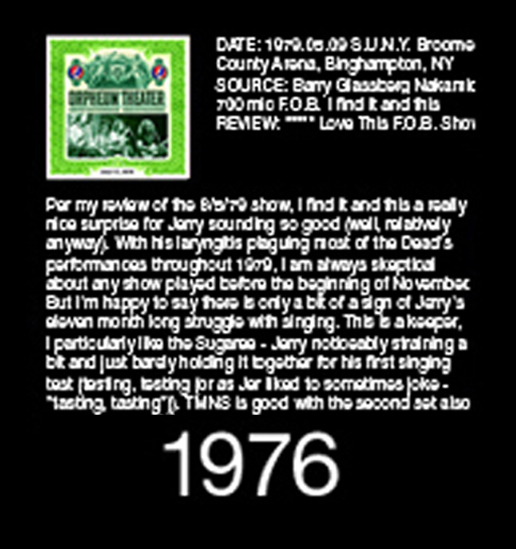 ORPHEUM THEATER
DATE: 1979.05.09 S.U.N.Y. Broome
County Arena, Binghampton, NY
SOURCE: Barry Glassberg Nakamic
700 mic F.O.B. I find it and this
REVIEW: ***** Love This F.O.B. Show
Per my review of the 8/5/79 show, I find it and this a really
nice surprise for Jerry sounding so good (well, relatively
anyway). With his laryngitis plaguing most of the Dead's
performances throughout 1979, I am always skeptical
about any show played before the beginning of November.
But I'm happy to say there is only a bit of a sign of Jerry's
eleven month long struggle with singing. This is a keeper,
I particularly like the Sugaree - Jerry noticeably straining a
bit and just barely holding it together for his first singing
test (testing, testing [or as Jer liked to sometimes joke -
"tasting, tasting"]). TMNS is good with the second set also
1976